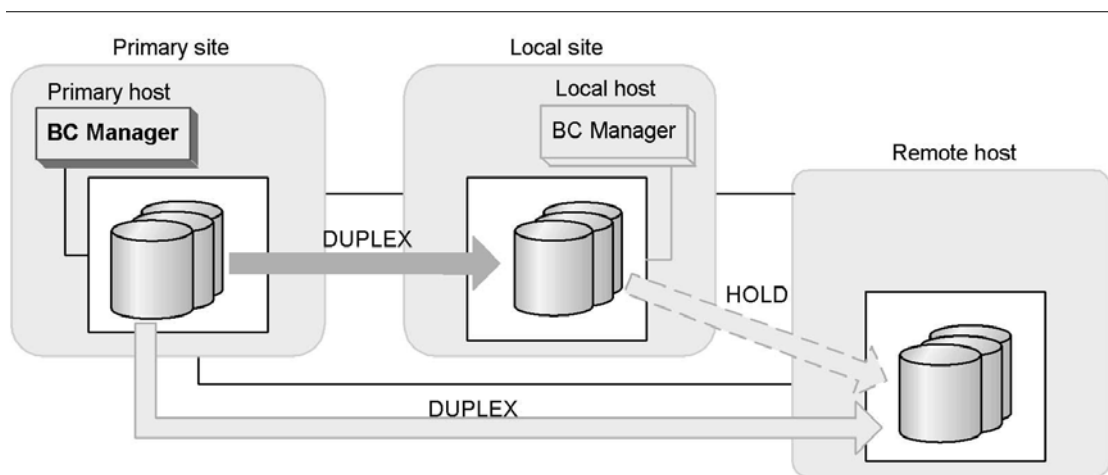 Primary site
Local site
Primary host
BC Manager
Local host
BC Manager
Remote host
DUPLEX
HOLD
DUPLEX